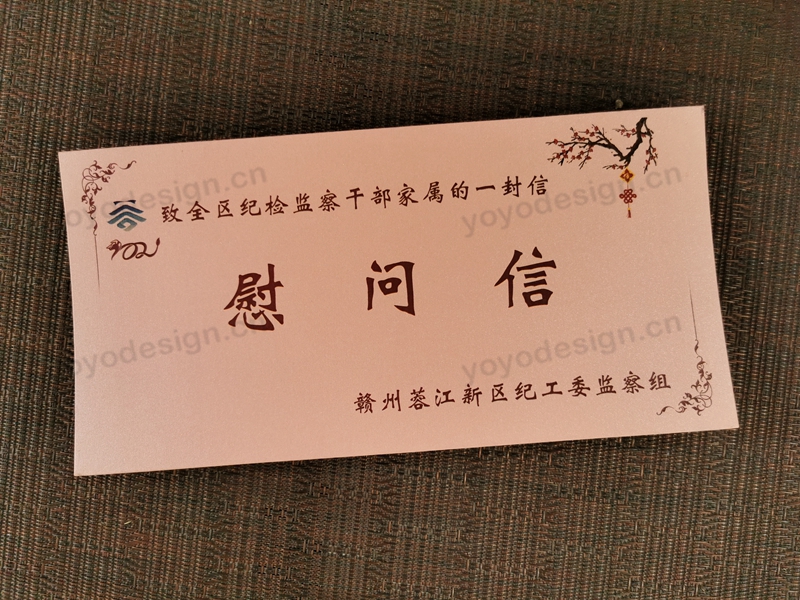 致全区纪检监察干部家属的一封信
慰问信
赣州蓉江新区纪工委监察组
yoyodesign.cn
yoyodesign.cn
yoyodesign.cn
yoyodesign.cn